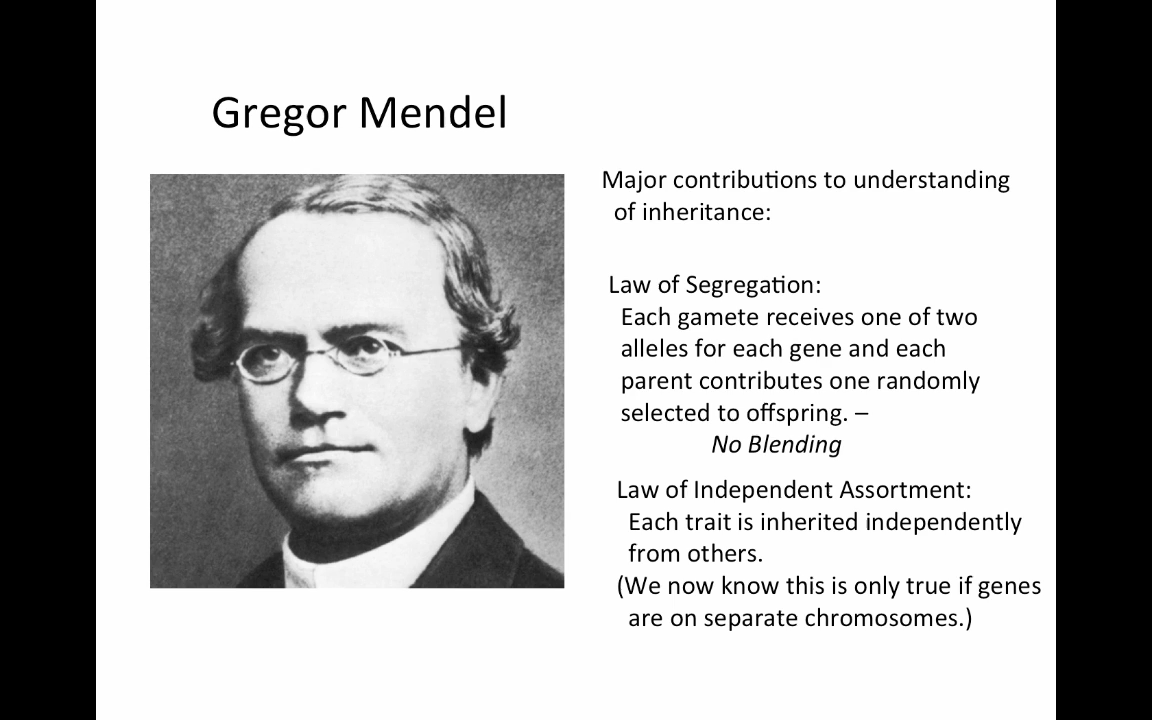 Gregor Mendel
Major contributions to understanding
of inheritance:
Law of Segregation:
Each gamete receives one of two
alleles for each gene and each
parent contributes one randomly
selected to offspring. –
No Blending
Law of Independent Assortment:
Each trait is inherited independently
from others.
(We now know this is only true if genes
are on separate chromosomes.)